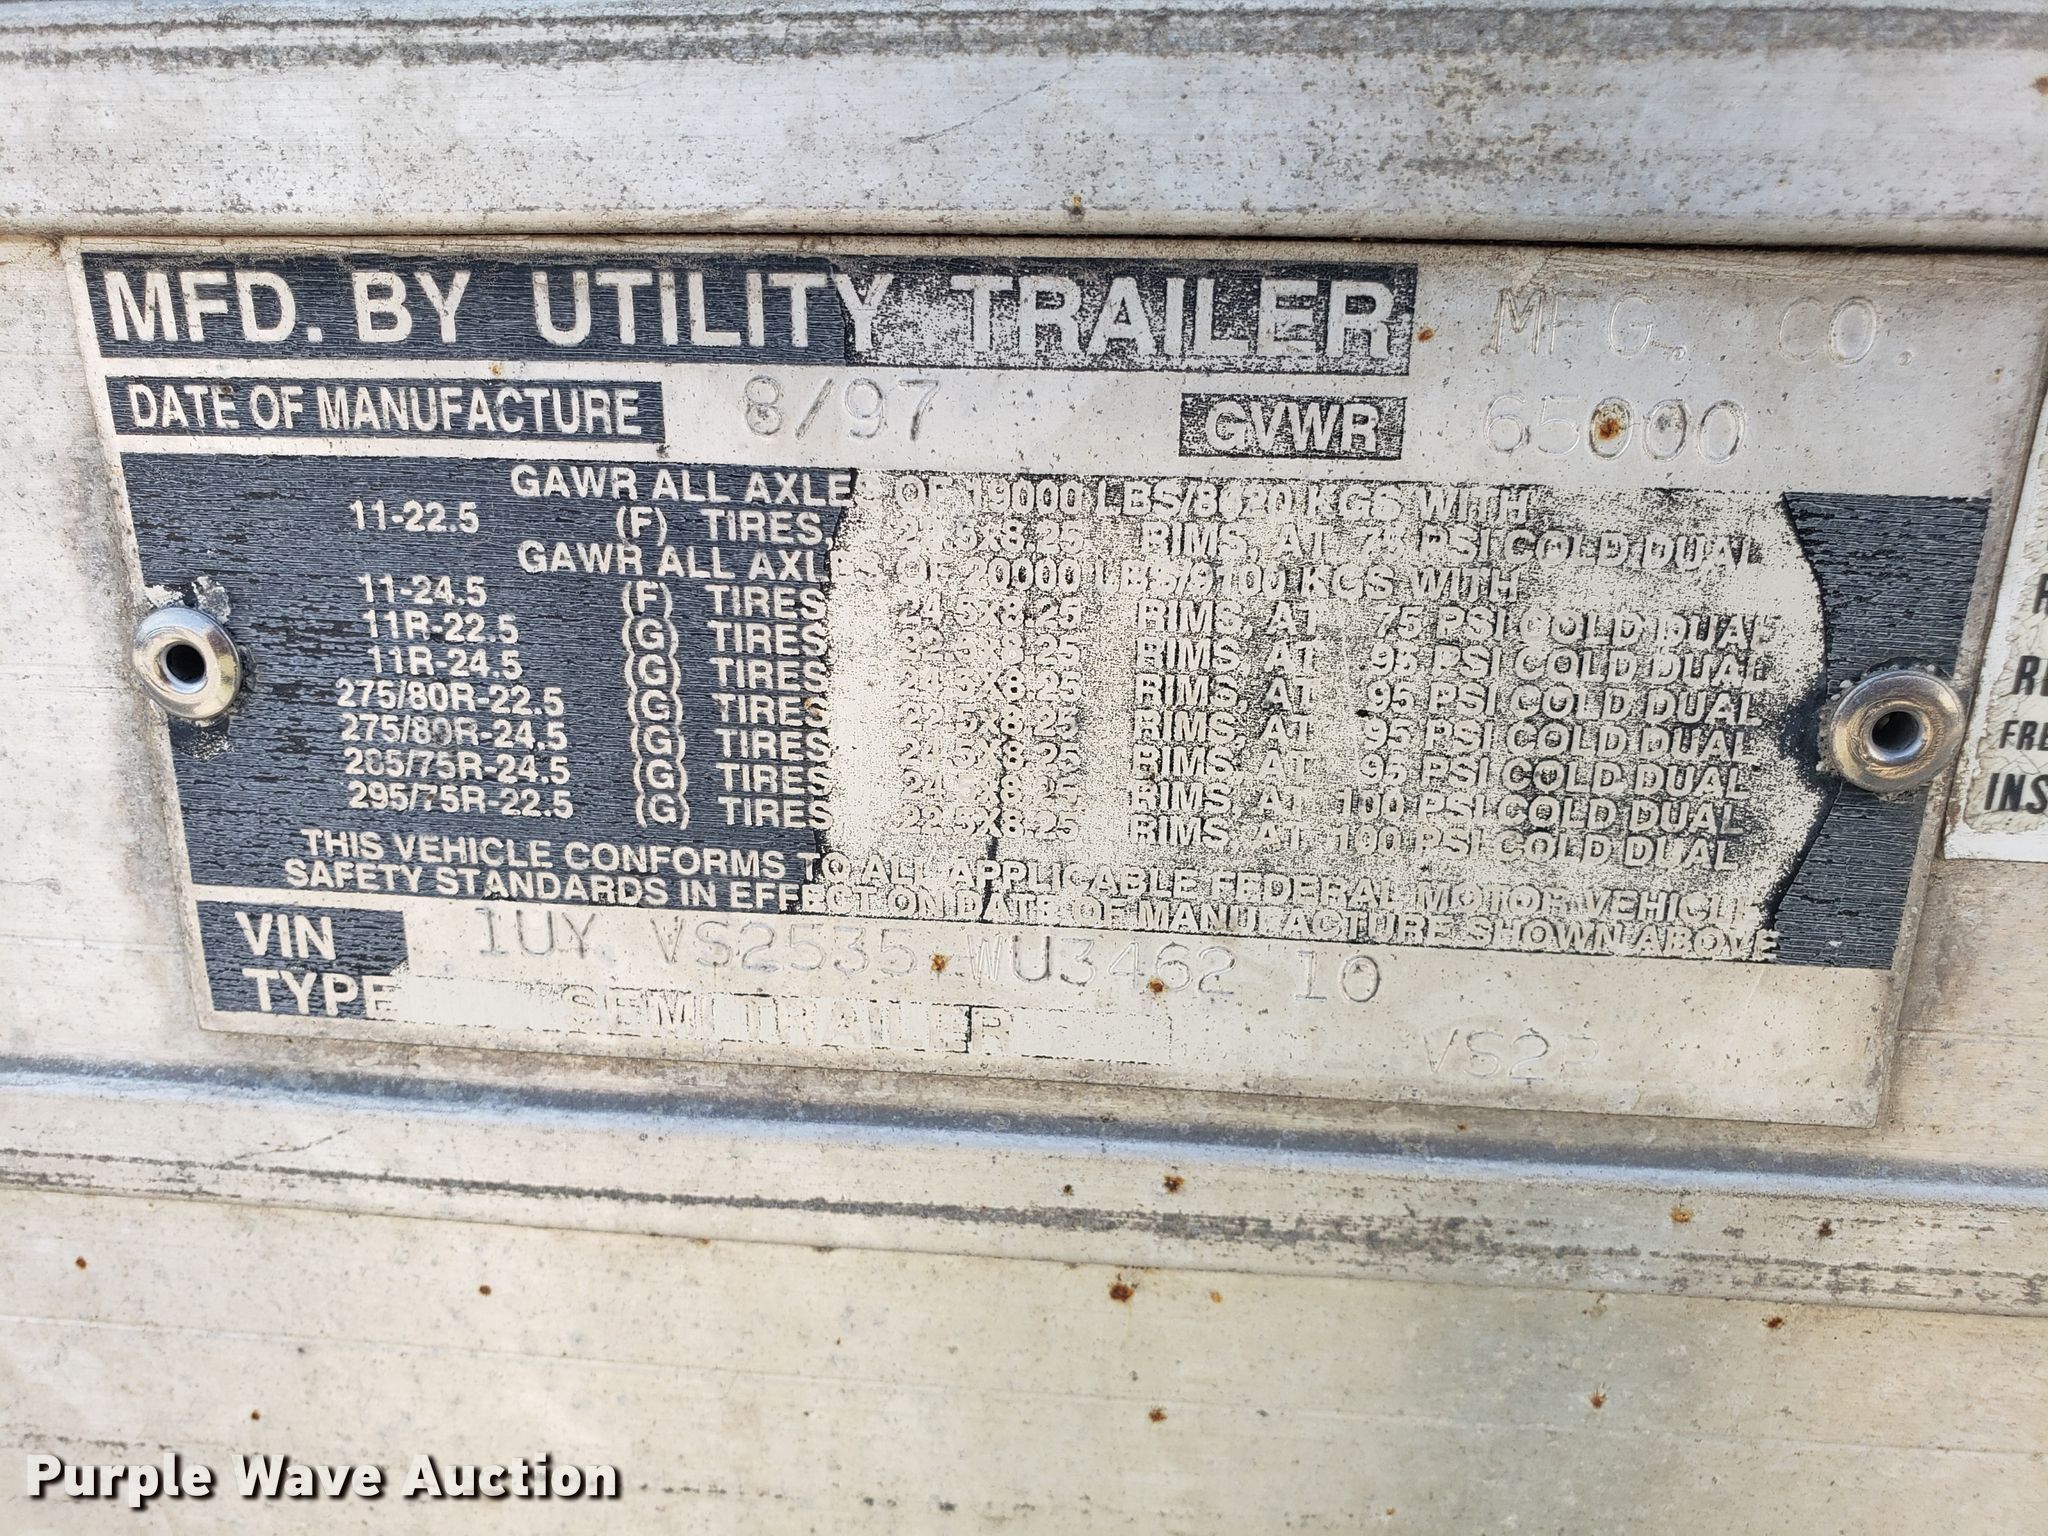 MFD. BY UTILITY TRAILER MFG. CO.
DATE OF MANUFACTURE 8/97 GVWR 65000
GAWR ALL AXLES OF 19000 LBS/8620 KGS WITH
11-22.5 (F) TIRES, 22.5X8.25 RIMS, AT 75 PSI COLD DUAL
GAWR ALL AXLES OF 20000 LBS/9100 KGS WITH
11-24.5 (F) TIRES 24.5X8.25 RIMS, AT 75 PSI COLD DUAL
11R-22.5 (G) TIRES 22.5X8.25 RIMS, AT 95 PSI COLD DUAL
11R-24.5 (G) TIRES 24.5X8.25 RIMS, AT 95 PSI COLD DUAL
275/80R-22.5 (G) TIRES 22.5X8.25 RIMS, AT 95 PSI COLD DUAL
275/80R-24.5 (G) TIRES 24.5X8.25 RIMS, AT 95 PSI COLD DUAL
285/75R-24.5 (G) TIRES 24.5X8.25 RIMS, AT 100 PSI COLD DUAL
295/75R-22.5 (G) TIRES 22.5X8.25 RIMS, AT 100 PSI COLD DUAL
THIS VEHICLE CONFORMS TO ALL APPLICABLE FEDERAL MOTOR VEHICLE
SAFETY STANDARDS IN EFFECT ON DATE OF MANUFACTURE SHOWN ABOVE
VIN 1UY VS2535 WU3462 10
TYPE SEMITRAILER
FRE
INS
Purple Wave Auction